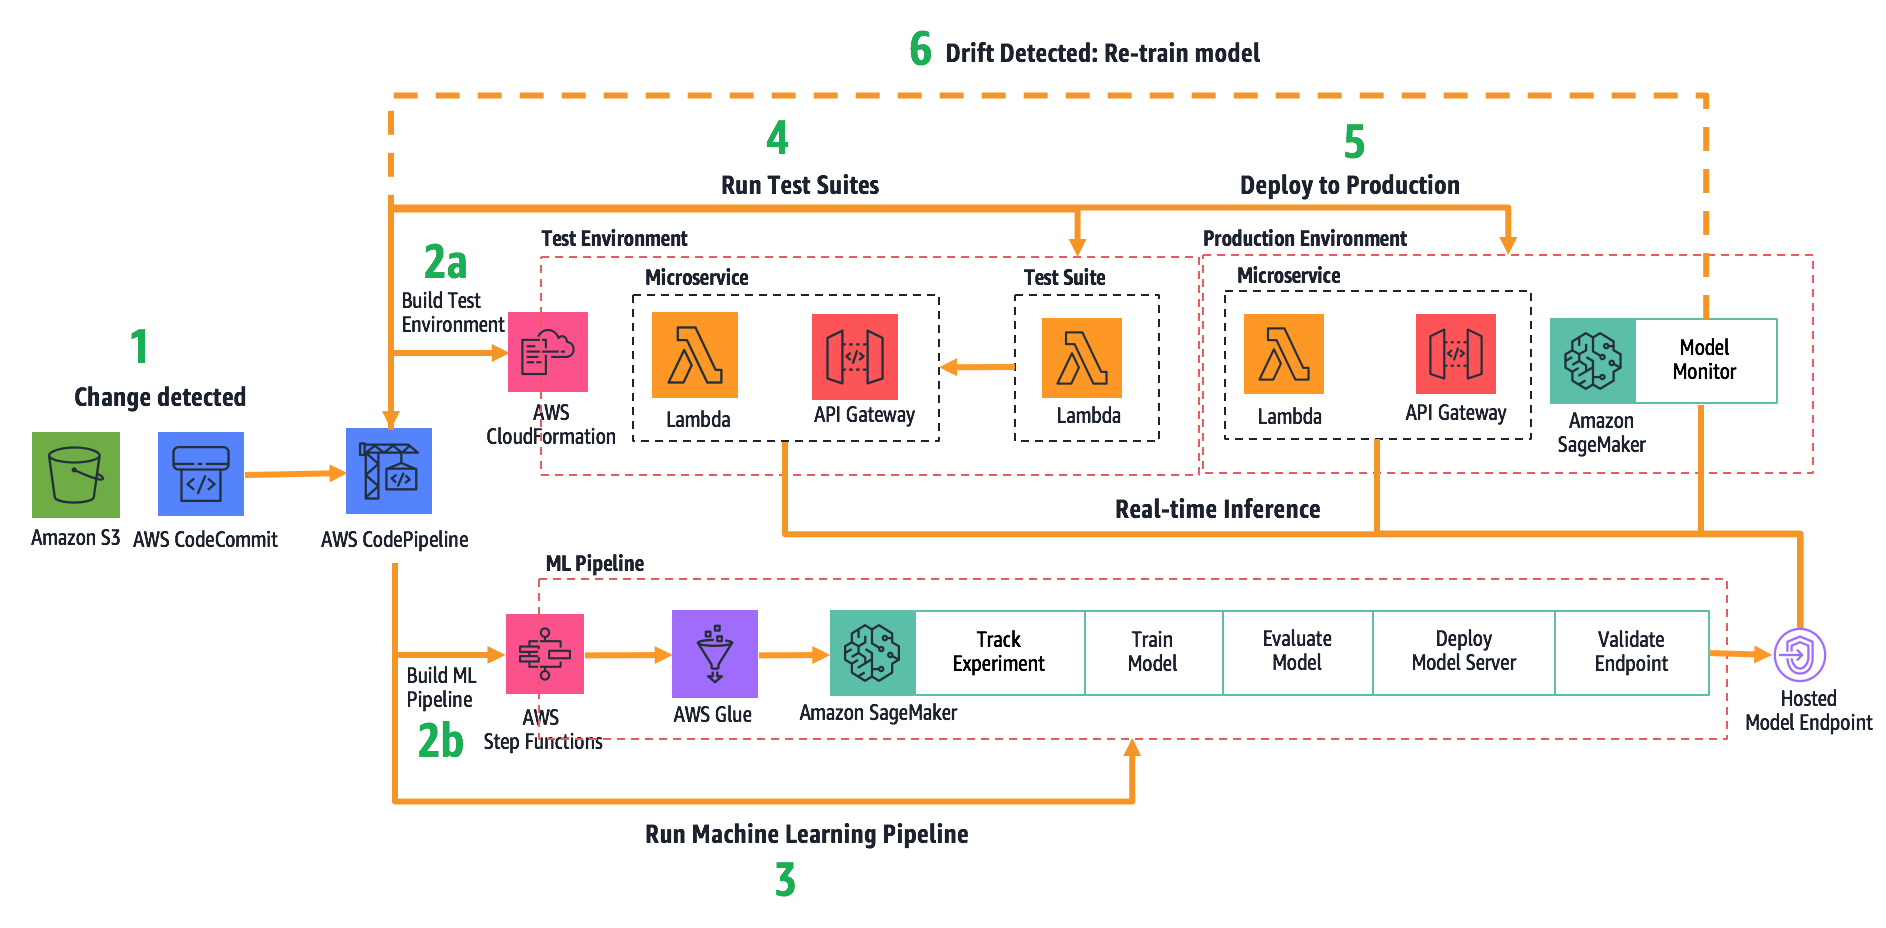 6 Drift Detected: Re-train model
4
5
Run Test Suites
Deploy to Production
Test Environment
Production Environment
2a
Build Test
Environment
Microservice
Test Suite
Microservice
1
Change detected
Lambda
API Gateway
Lambda
Lambda
API Gateway
Model
Monitor
Amazon
SageMaker
AWS
CloudFormation
Amazon S3
AWS CodeCommit
AWS CodePipeline
Real-time Inference
ML Pipeline
Build ML
Pipeline
2b
AWS
Step Functions
AWS Glue
Amazon SageMaker
Track
Experiment
Train
Model
Evaluate
Model
Deploy
Model Server
Validate
Endpoint
Hosted
Model Endpoint
Run Machine Learning Pipeline
3